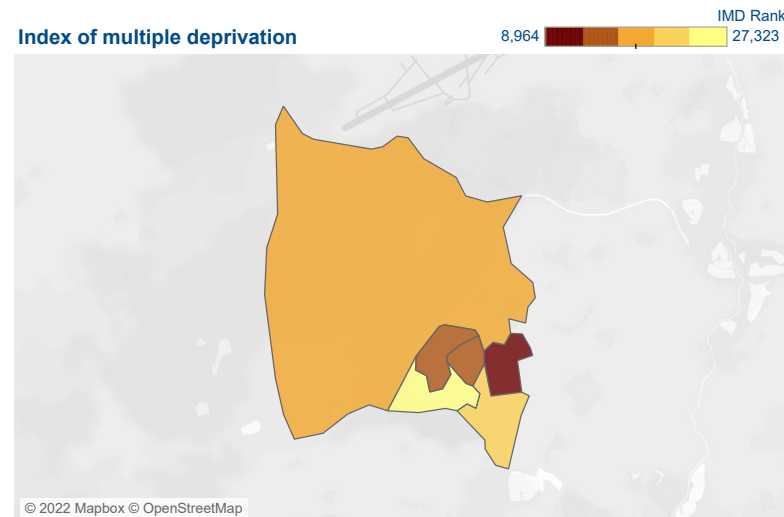 IMD Rank
Index of multiple deprivation
8,964
27,323
© 2022 Mapbox © OpenStreetMap